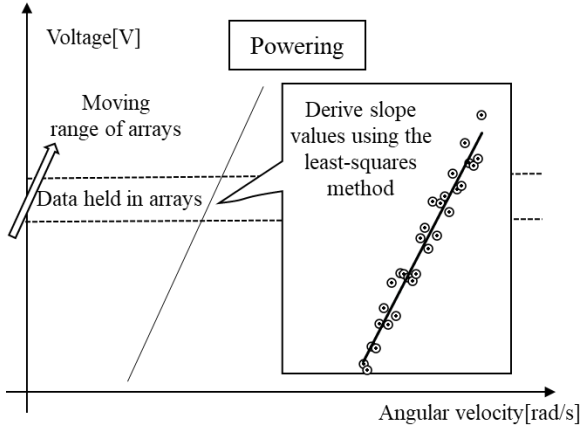 Voltage[V]
Powering
Moving
range of arrays
Derive slope
values using the
least-squares
method
Data held in arrays
Angular velocity[rad/s]